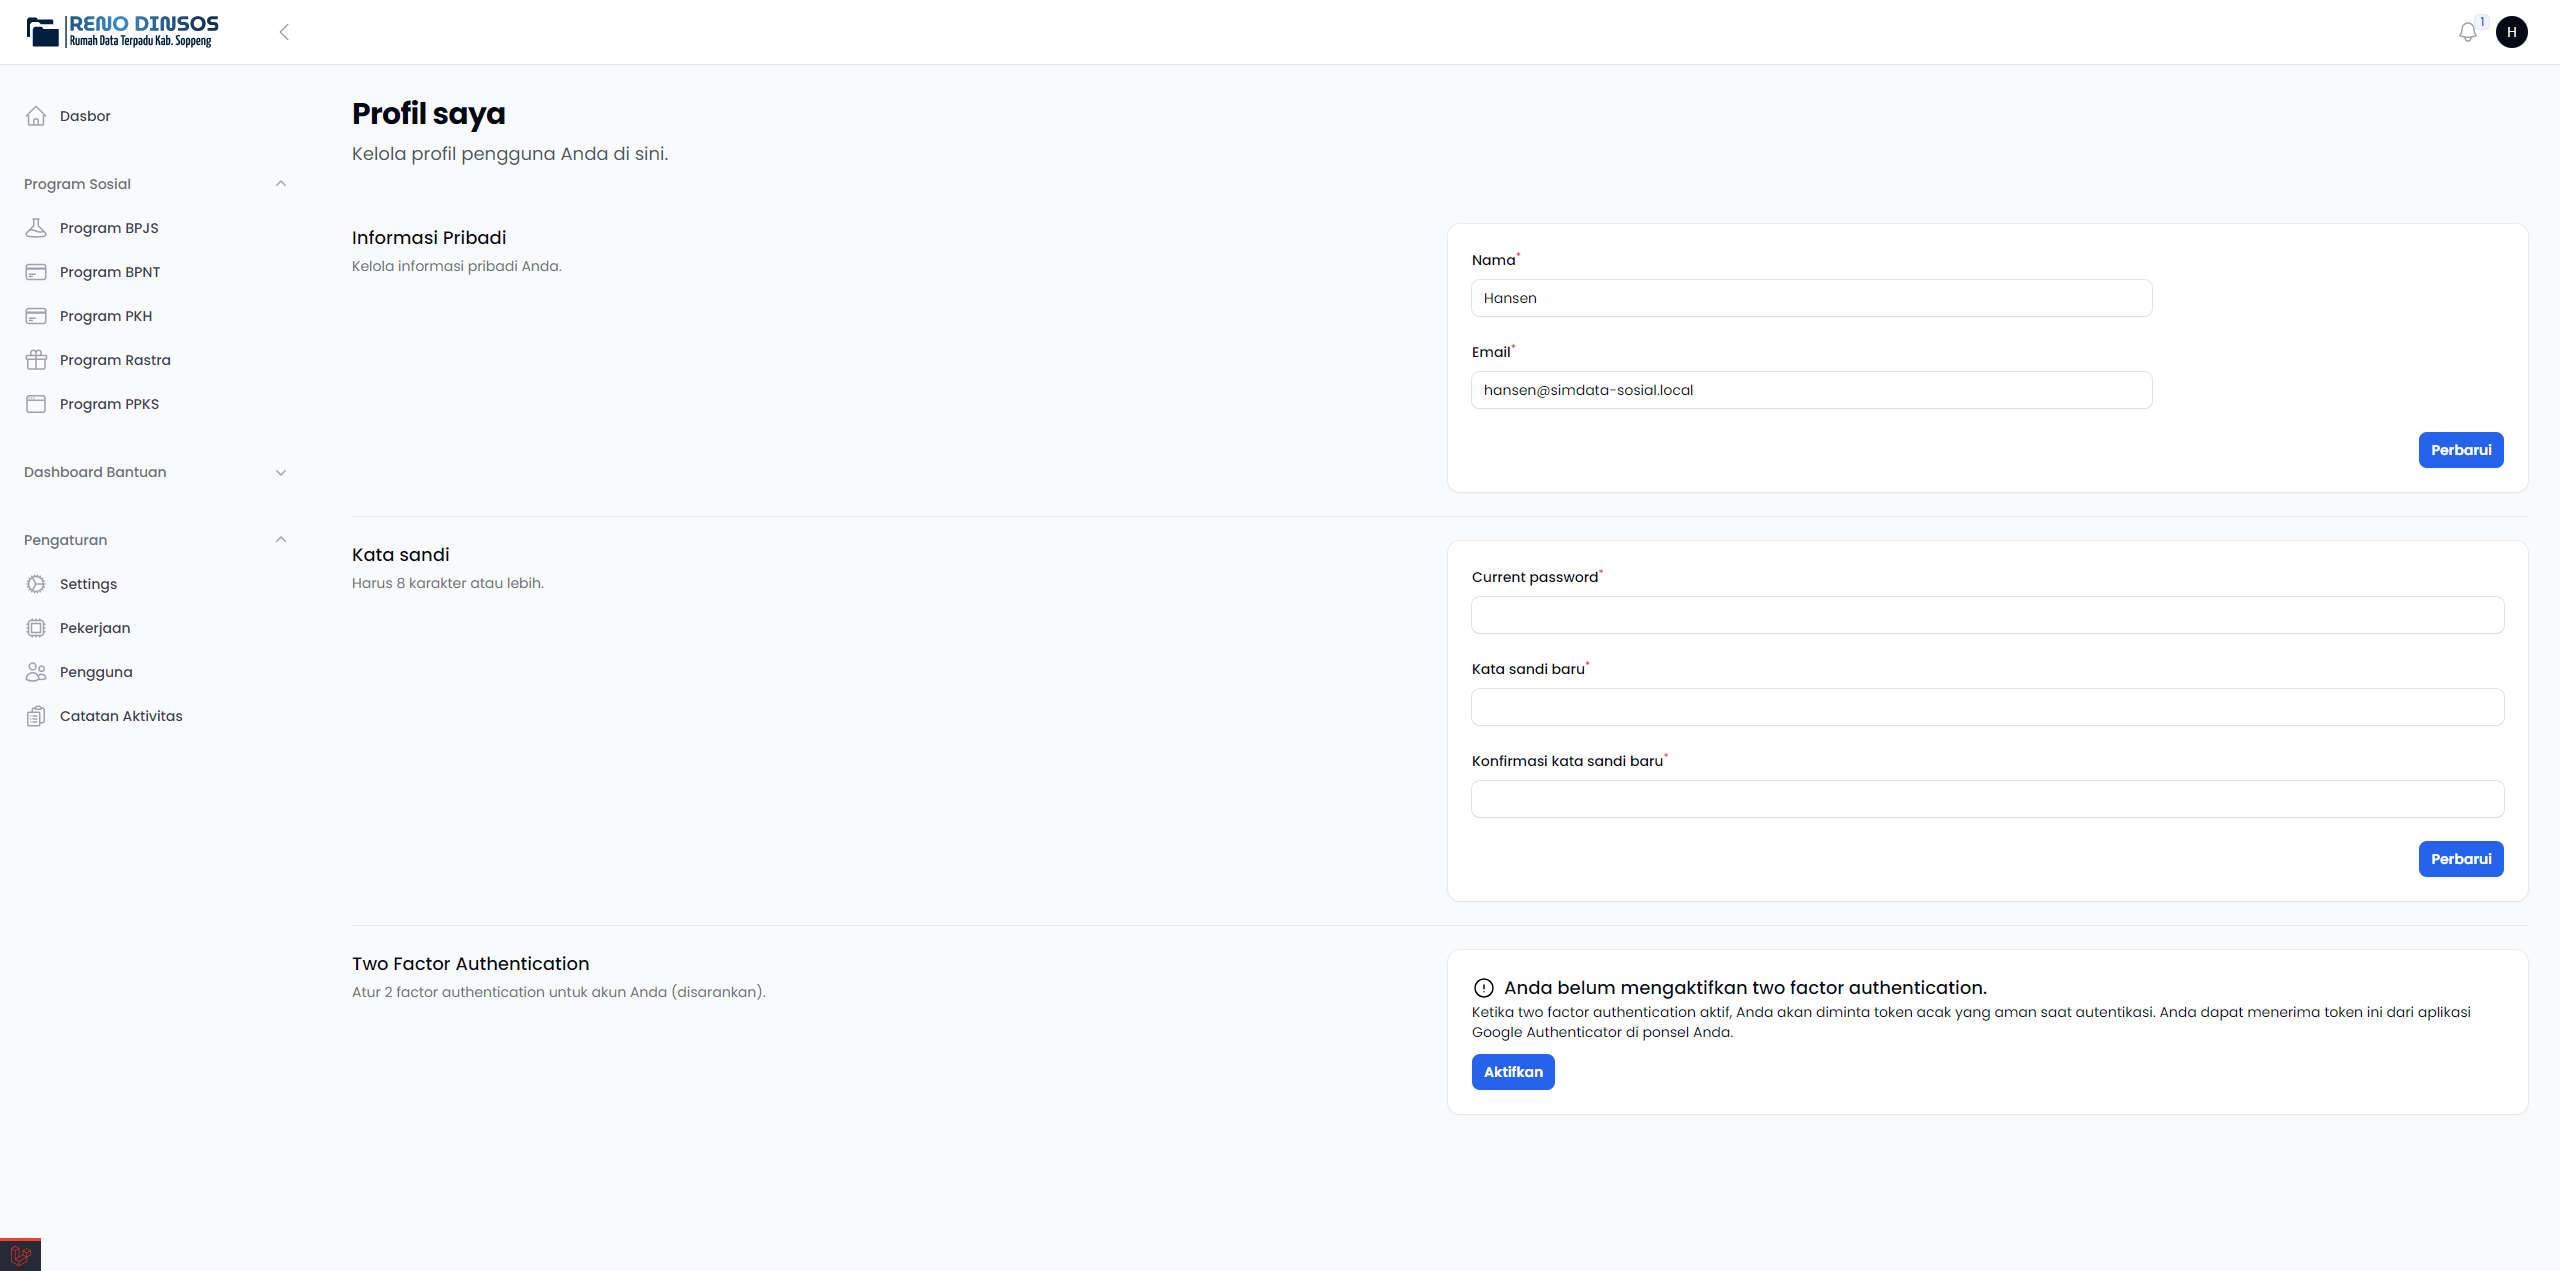 RENO DINSOS
Rumah Data Terpadu Kab. Soppeng
1
H
Dasbor
Program Sosial
Program BPJS
Program BPNT
Program PKH
Program Rastra
Program PPKS
Dashboard Bantuan
Pengaturan
Settings
Pekerjaan
Pengguna
Catatan Aktivitas
Profil saya
Kelola profil pengguna Anda di sini.
Informasi Pribadi
Kelola informasi pribadi Anda.
Nama*
Hansen
Email*
hansen@simdata-sosial.local
Perbarui
Kata sandi
Harus 8 karakter atau lebih.
Current password*
Kata sandi baru*
Konfirmasi kata sandi baru*
Perbarui
Two Factor Authentication
Atur 2 factor authentication untuk akun Anda (disarankan).
Anda belum mengaktifkan two factor authentication.
Ketika two factor authentication aktif, Anda akan diminta token acak yang aman saat autentikasi. Anda dapat menerima token ini dari aplikasi
Google Authenticator di ponsel Anda.
Aktifkan